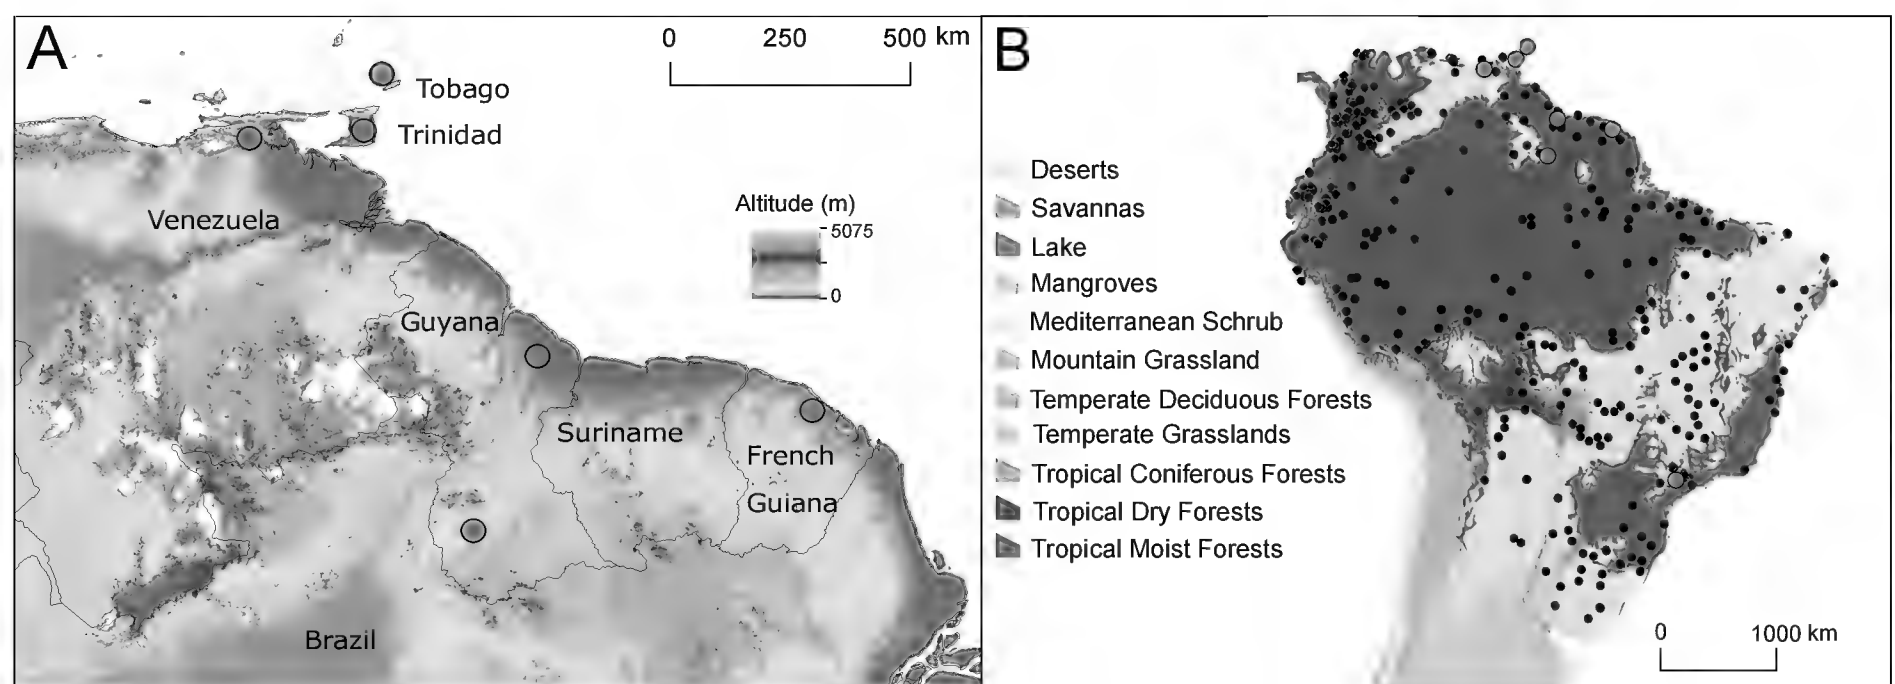 A
0 250 500 km
Tobago
Trinidad
Venezuela
Altitude (m)
5075
0
Guyana
Suriname
French
Guiana
Brazil
B
Deserts
Savannas
Lake
Mangroves
Mediterranean Schrub
Mountain Grassland
Temperate Deciduous Forests
Temperate Grasslands
Tropical Coniferous Forests
Tropical Dry Forests
Tropical Moist Forests
0 1000 km